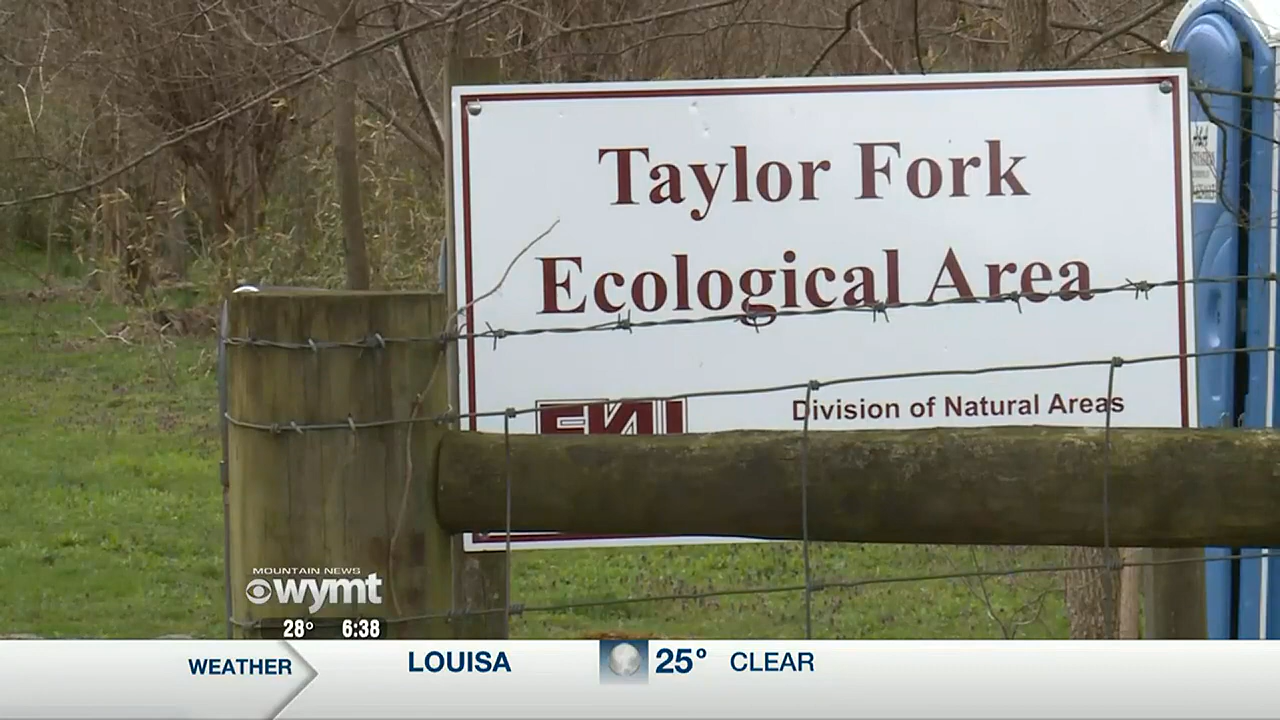 Taylor Fork
Ecological Area
EKU
Division of Natural Areas
MOUNTAIN NEWS
wymt
28° 6:38
WEATHER LOUISA 25° CLEAR